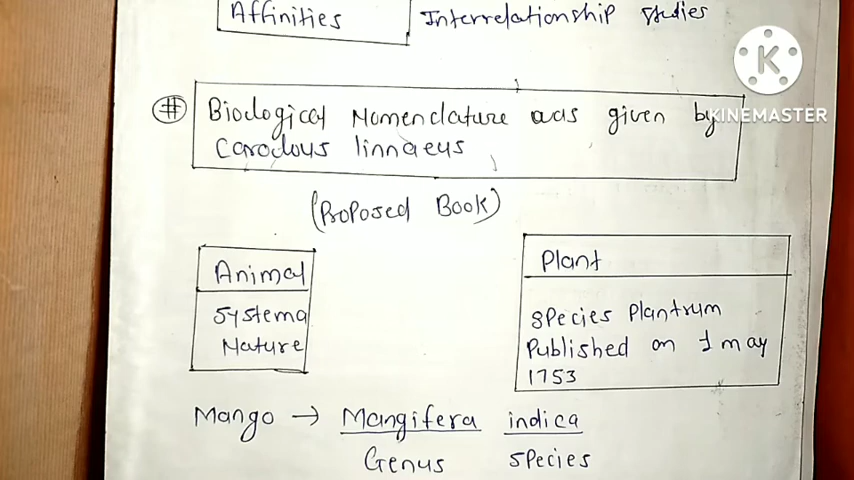 Affinities Interrelationship studies
K
KINEMASTER
# Biological Nomenclature was given by
Carodous linnaeus
(Proposed Book)
Animal
Systema
Nature
Plant
Species Plantrum
Published on 1 may
1753
Mango → Mangifera indica
Genus Species